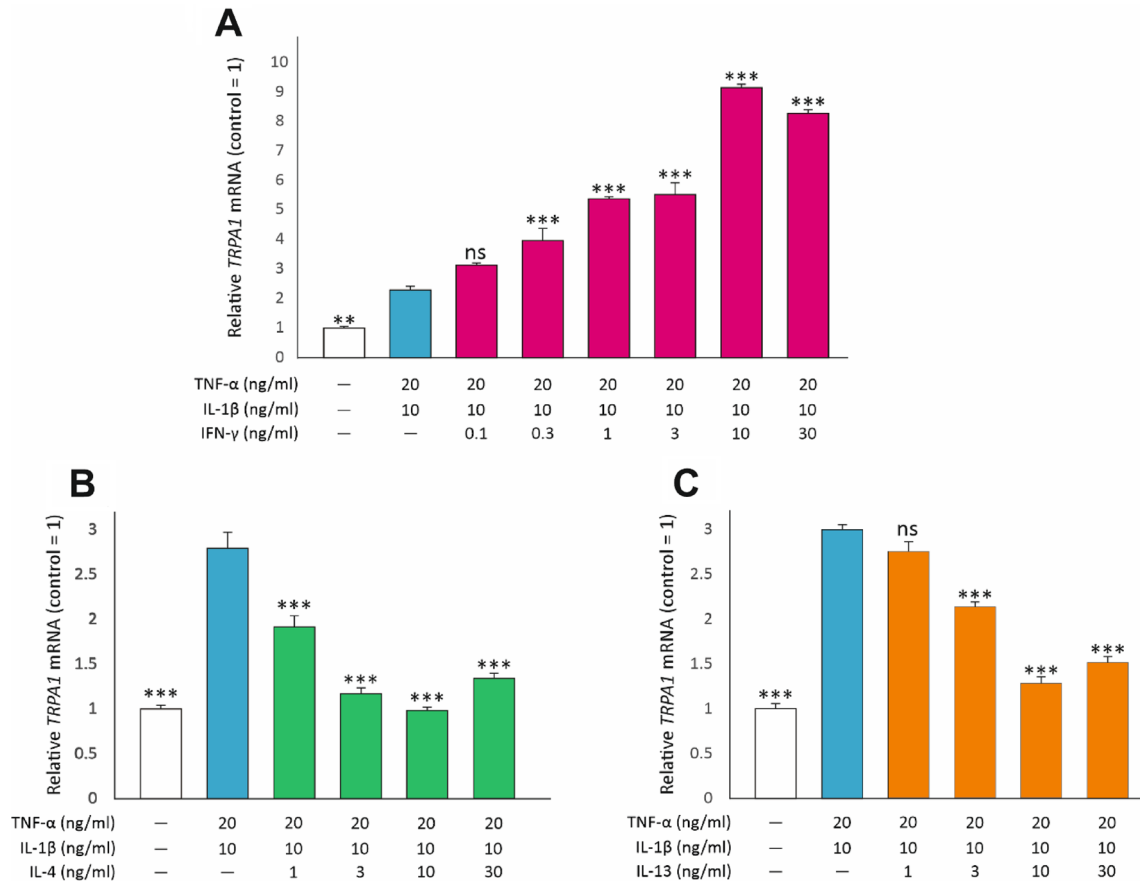 A
Relative TRPA1 mRNA (control = 1)
10
9
8
7
6
5
4
3
2
1
0
** ns *** *** *** *** ***
TNF-α (ng/ml) — 20 20 20 20 20 20 20
IL-1β (ng/ml) — 10 10 10 10 10 10 10
IFN-γ (ng/ml) — — 0.1 0.3 1 3 10 30
B
Relative TRPA1 mRNA (control = 1)
3
2.5
2
1.5
1
0.5
0
*** *** *** *** ***
TNF-α (ng/ml) — 20 20 20 20 20
IL-1β (ng/ml) — 10 10 10 10 10
IL-4 (ng/ml) — — 1 3 10 30
C
Relative TRPA1 mRNA (control = 1)
3
2.5
2
1.5
1
0.5
0
*** ns *** *** ***
TNF-α (ng/ml) — 20 20 20 20 20
IL-1β (ng/ml) — 10 10 10 10 10
IL-13 (ng/ml) — — 1 3 10 30